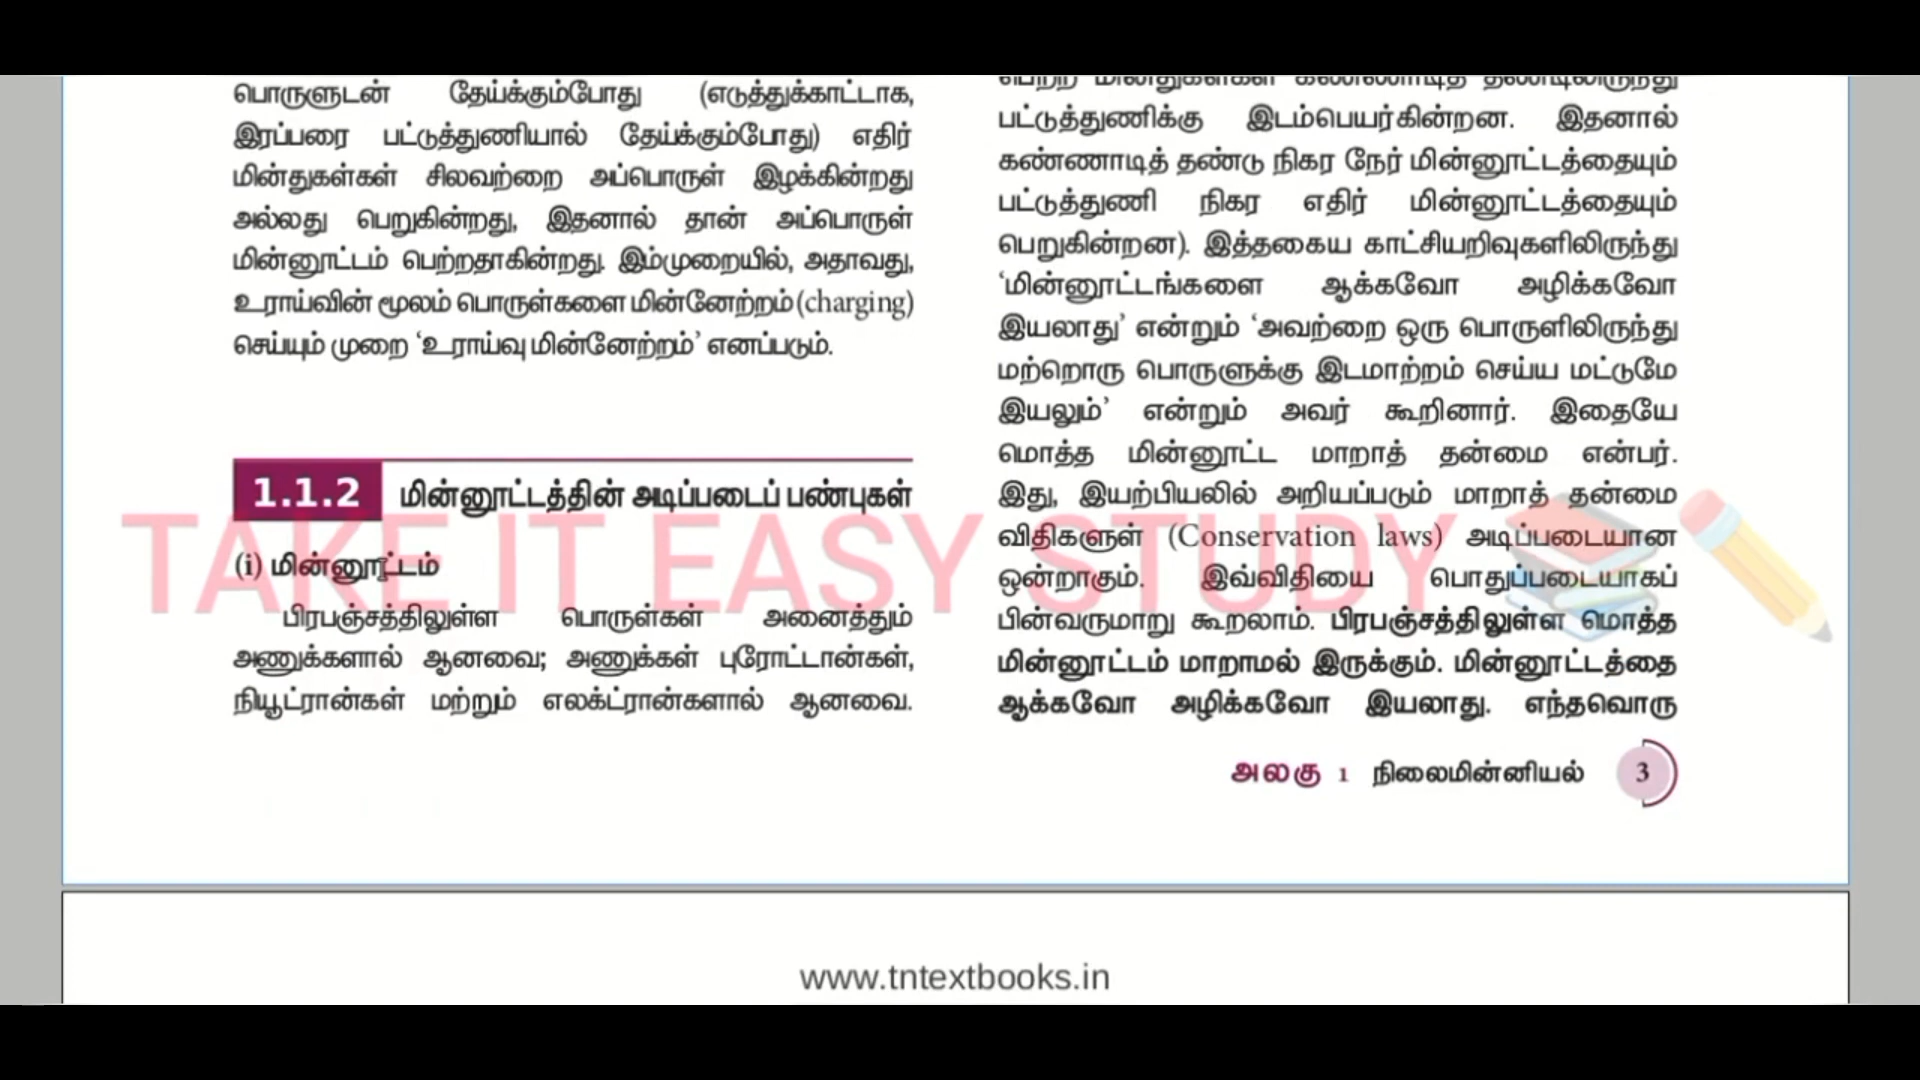 பொருளுடன் தேய்க்கும்போது (எடுத்துக்காட்டாக,
இரப்பரை பட்டுத்துணியால் தேய்க்கும்போது) எதிர்
மின்துகள்கள் சிலவற்றை அப்பொருள் இழக்கின்றது
அல்லது பெறுகின்றது, இதனால் தான் அப்பொருள்
மின்னூட்டம் பெற்றதாகின்றது. இம்முறையில், அதாவது,
உராய்வின் மூலம் பொருள்களை மின்னேற்றம் (charging)
செய்யும் முறை ‘உராய்வு மின்னேற்றம்’ எனப்படும்.
1.1.2 மின்னூட்டத்தின் அடிப்படைப் பண்புகள்
(i) மின்னூட்டம்
பிரபஞ்சத்திலுள்ள பொருள்கள் அனைத்தும்
அணுக்களால் ஆனவை; அணுக்கள் புரோட்டான்கள்,
நியூட்ரான்கள் மற்றும் எலக்ட்ரான்களால் ஆனவை.
பெற்ற மின்துகள்கள் கண்ணாடித் தண்டிலிருந்து
பட்டுத்துணிக்கு இடம்பெயர்கின்றன. இதனால்
கண்ணாடித் தண்டு நிகர நேர் மின்னூட்டத்தையும்
பட்டுத்துணி நிகர எதிர் மின்னூட்டத்தையும்
பெறுகின்றன). இத்தகைய காட்சியறிவுகளிலிருந்து
‘மின்னூட்டங்களை ஆக்கவோ அழிக்கவோ
இயலாது’ என்றும் ‘அவற்றை ஒரு பொருளிலிருந்து
மற்றொரு பொருளுக்கு இடமாற்றம் செய்ய மட்டுமே
இயலும்’ என்றும் அவர் கூறினார். இதையே
மொத்த மின்னூட்ட மாறாத் தன்மை என்பர்.
இது, இயற்பியலில் அறியப்படும் மாறாத் தன்மை
விதிகளுள் (Conservation laws) அடிப்படையான
ஒன்றாகும். இவ்விதியை பொதுப்படையாகப்
பின்வருமாறு கூறலாம். பிரபஞ்சத்திலுள்ள மொத்த
மின்னூட்டம் மாறாமல் இருக்கும். மின்னூட்டத்தை
ஆக்கவோ அழிக்கவோ இயலாது. எந்தவொரு
TAKE IT EASY STUDY
அலகு 1 நிலைமின்னியல் 3
www.tntextbooks.in